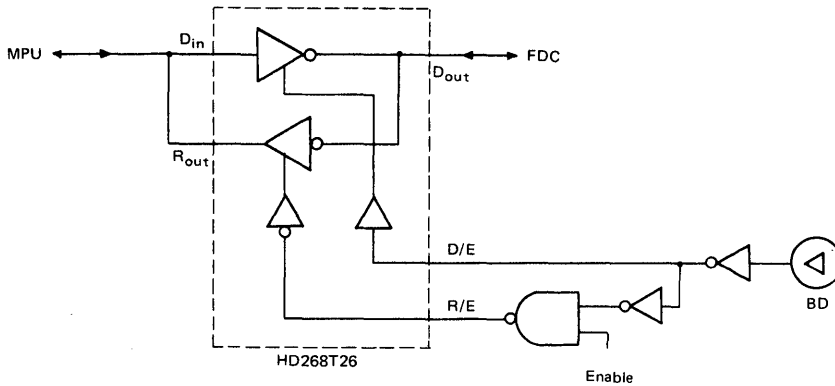 MPU
Din
Dout
FDC
Rout
D/E
BD
R/E
HD268T26
Enable